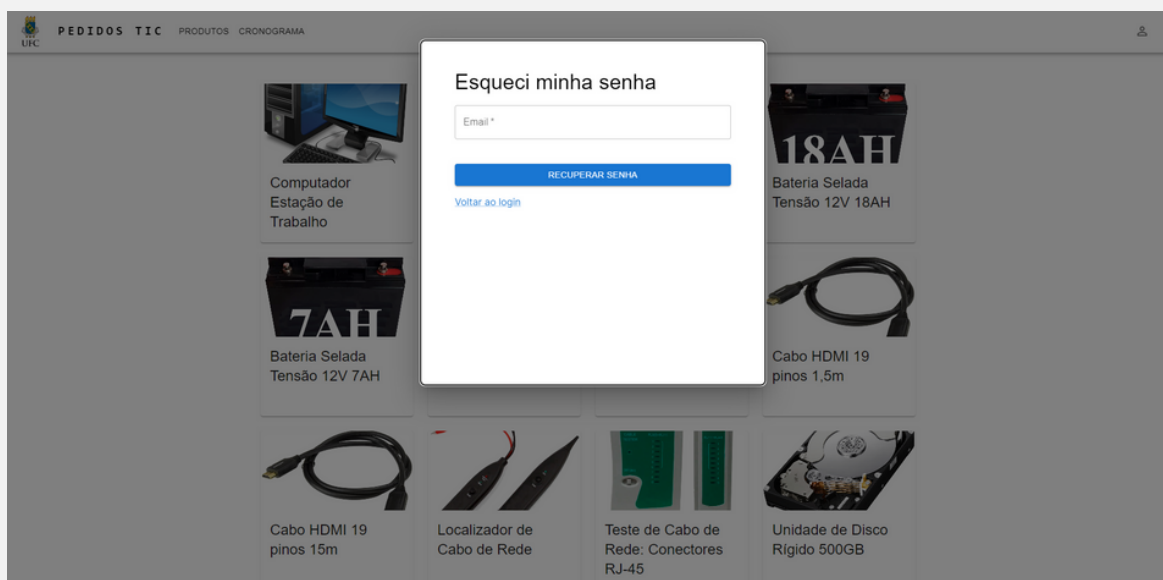 UFC
PEDIDOS TIC
PRODUTOS
CRONOGRAMA
Esqueci minha senha
Email *
RECUPERAR SENHA
Voltar ao login
Computador
Estação de
Trabalho
18AH
Bateria Selada
Tensão 12V 18AH
7AH
Bateria Selada
Tensão 12V 7AH
Cabo HDMI 19
pinos 1,5m
Cabo HDMI 19
pinos 15m
Localizador de
Cabo de Rede
Teste de Cabo de
Rede: Conectores
RJ-45
Unidade de Disco
Rígido 500GB